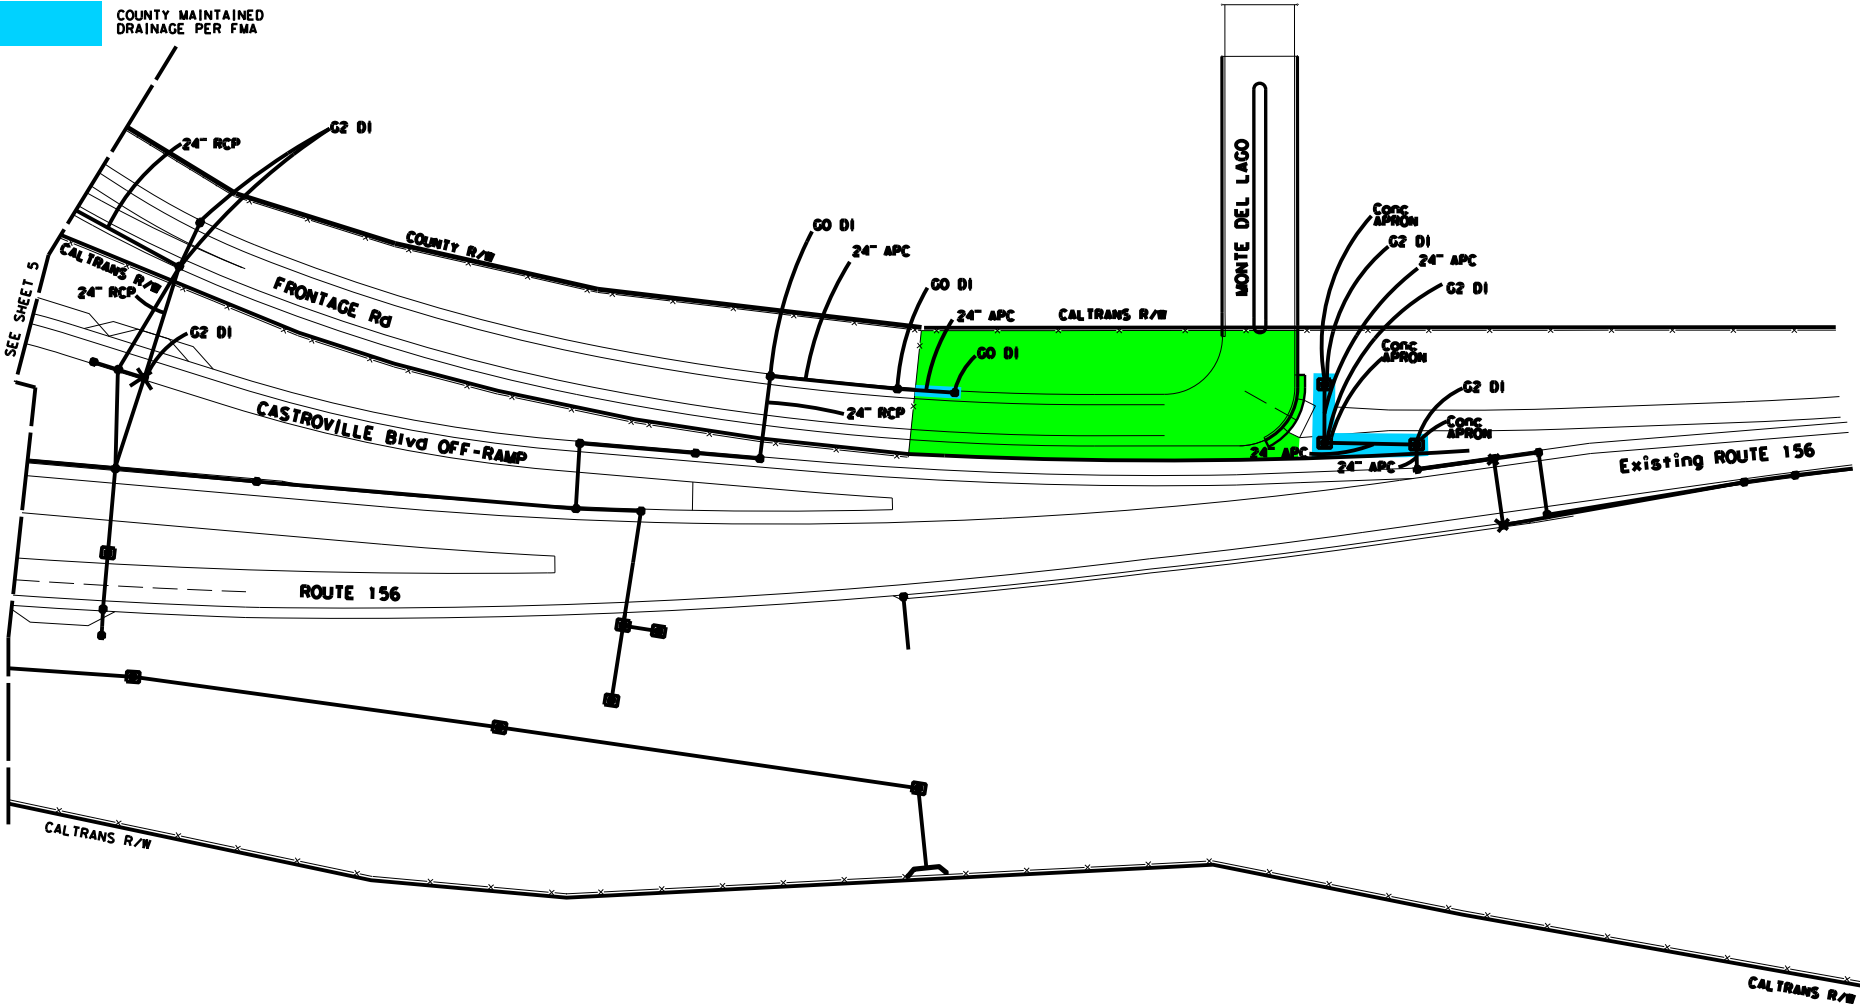 COUNTY MAINTAINED
DRAINAGE PER FMA
24" RCP
G2 DI
COUNTY R/W
CALTRANS R/W
24" RCP
SEE SHEET 5
G2 DI
FRONTAGE Rd
CASTROVILLE Blvd OFF-RAMP
GO DI
24" APC
GO DI
24" APC
GO DI
24" RCP
CALTRANS R/W
MONTE DEL LAGO
Conc
APRON
G2 DI
24" APC
G2 DI
Conc
APRON
G2 DI
Conc
APRON
24" APC
24" APC
Existing ROUTE 156
ROUTE 156
CALTRANS R/W
CALTRANS R/W